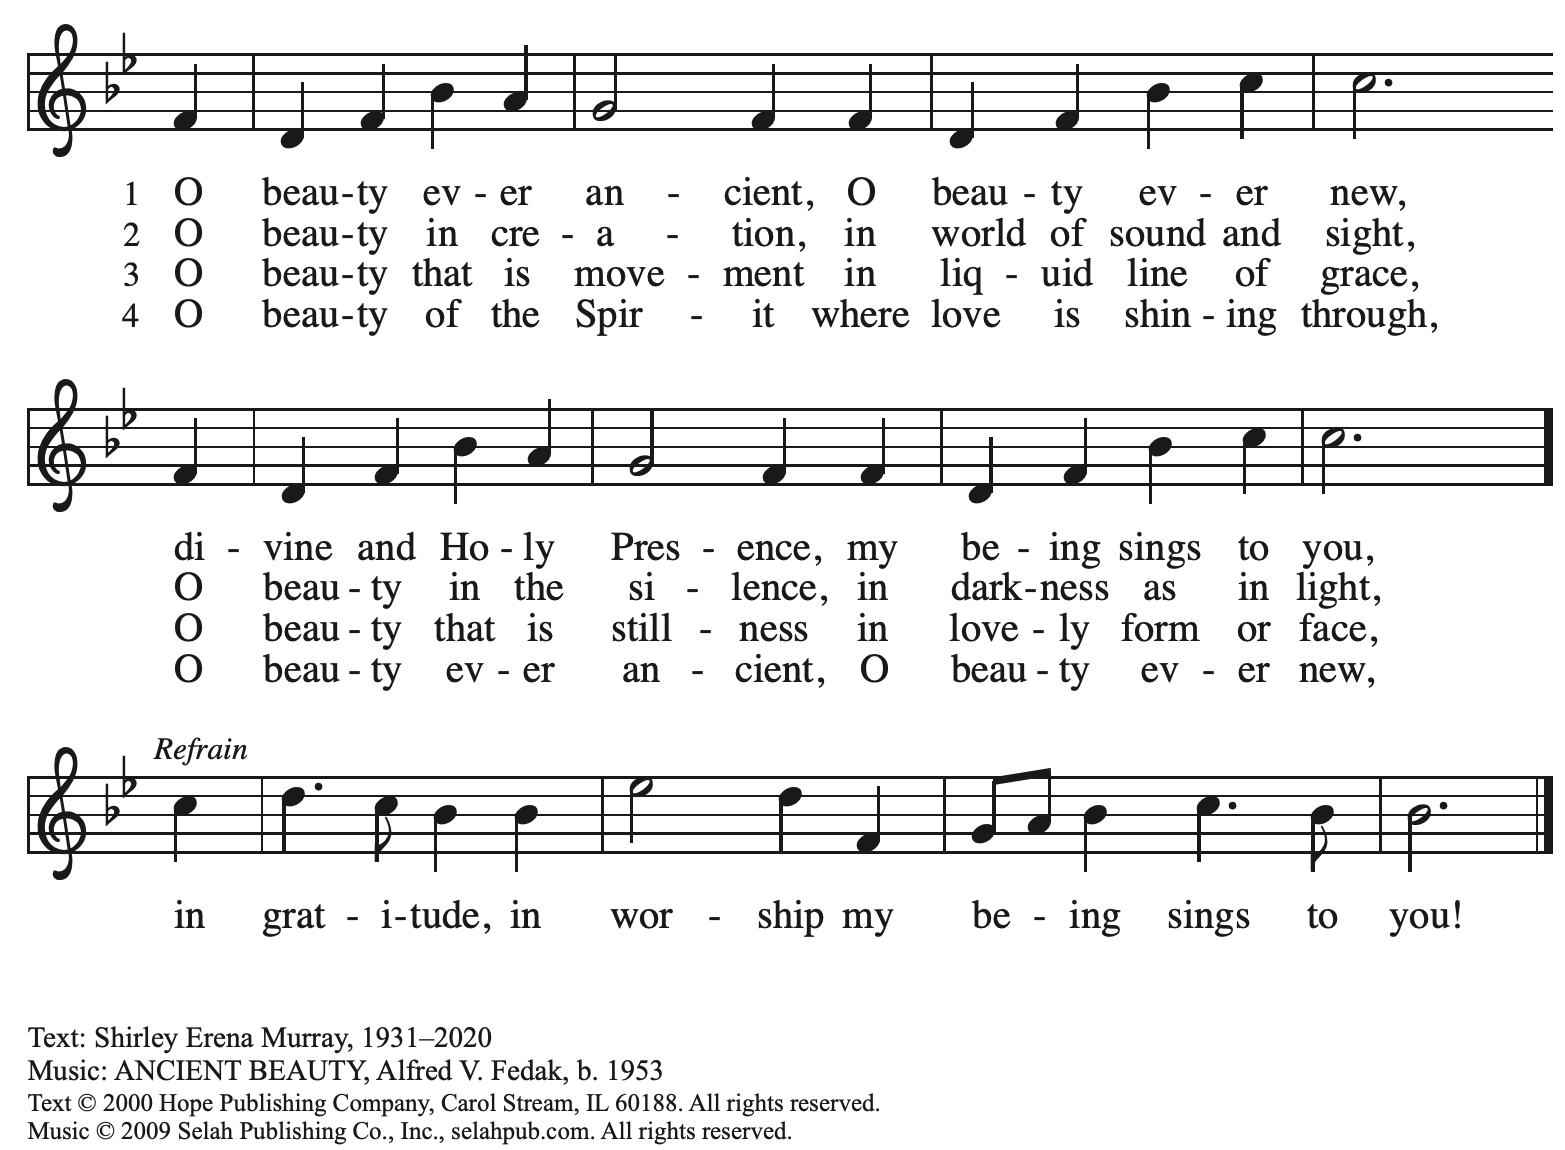 1 O beau-ty ev - er an - cient, O beau - ty ev - er new,
2 O beau-ty in cre - a - tion, in world of sound and sight,
3 O beau-ty that is move - ment in liq - uid line of grace,
4 O beau-ty of the Spir - it where love is shin - ing through,
di - vine and Ho - ly Pres - ence, my be - ing sings to you,
O beau - ty in the si - lence, in dark-ness as in light,
O beau - ty that is still - ness in love - ly form or face,
O beau - ty ev - er an - cient, O beau - ty ev - er new,
Refrain
in grat - i-tude, in wor - ship my be - ing sings to you!
Text: Shirley Erena Murray, 1931–2020
Music: ANCIENT BEAUTY, Alfred V. Fedak, b. 1953
Text © 2000 Hope Publishing Company, Carol Stream, IL 60188. All rights reserved.
Music © 2009 Selah Publishing Co., Inc., selahpub.com. All rights reserved.